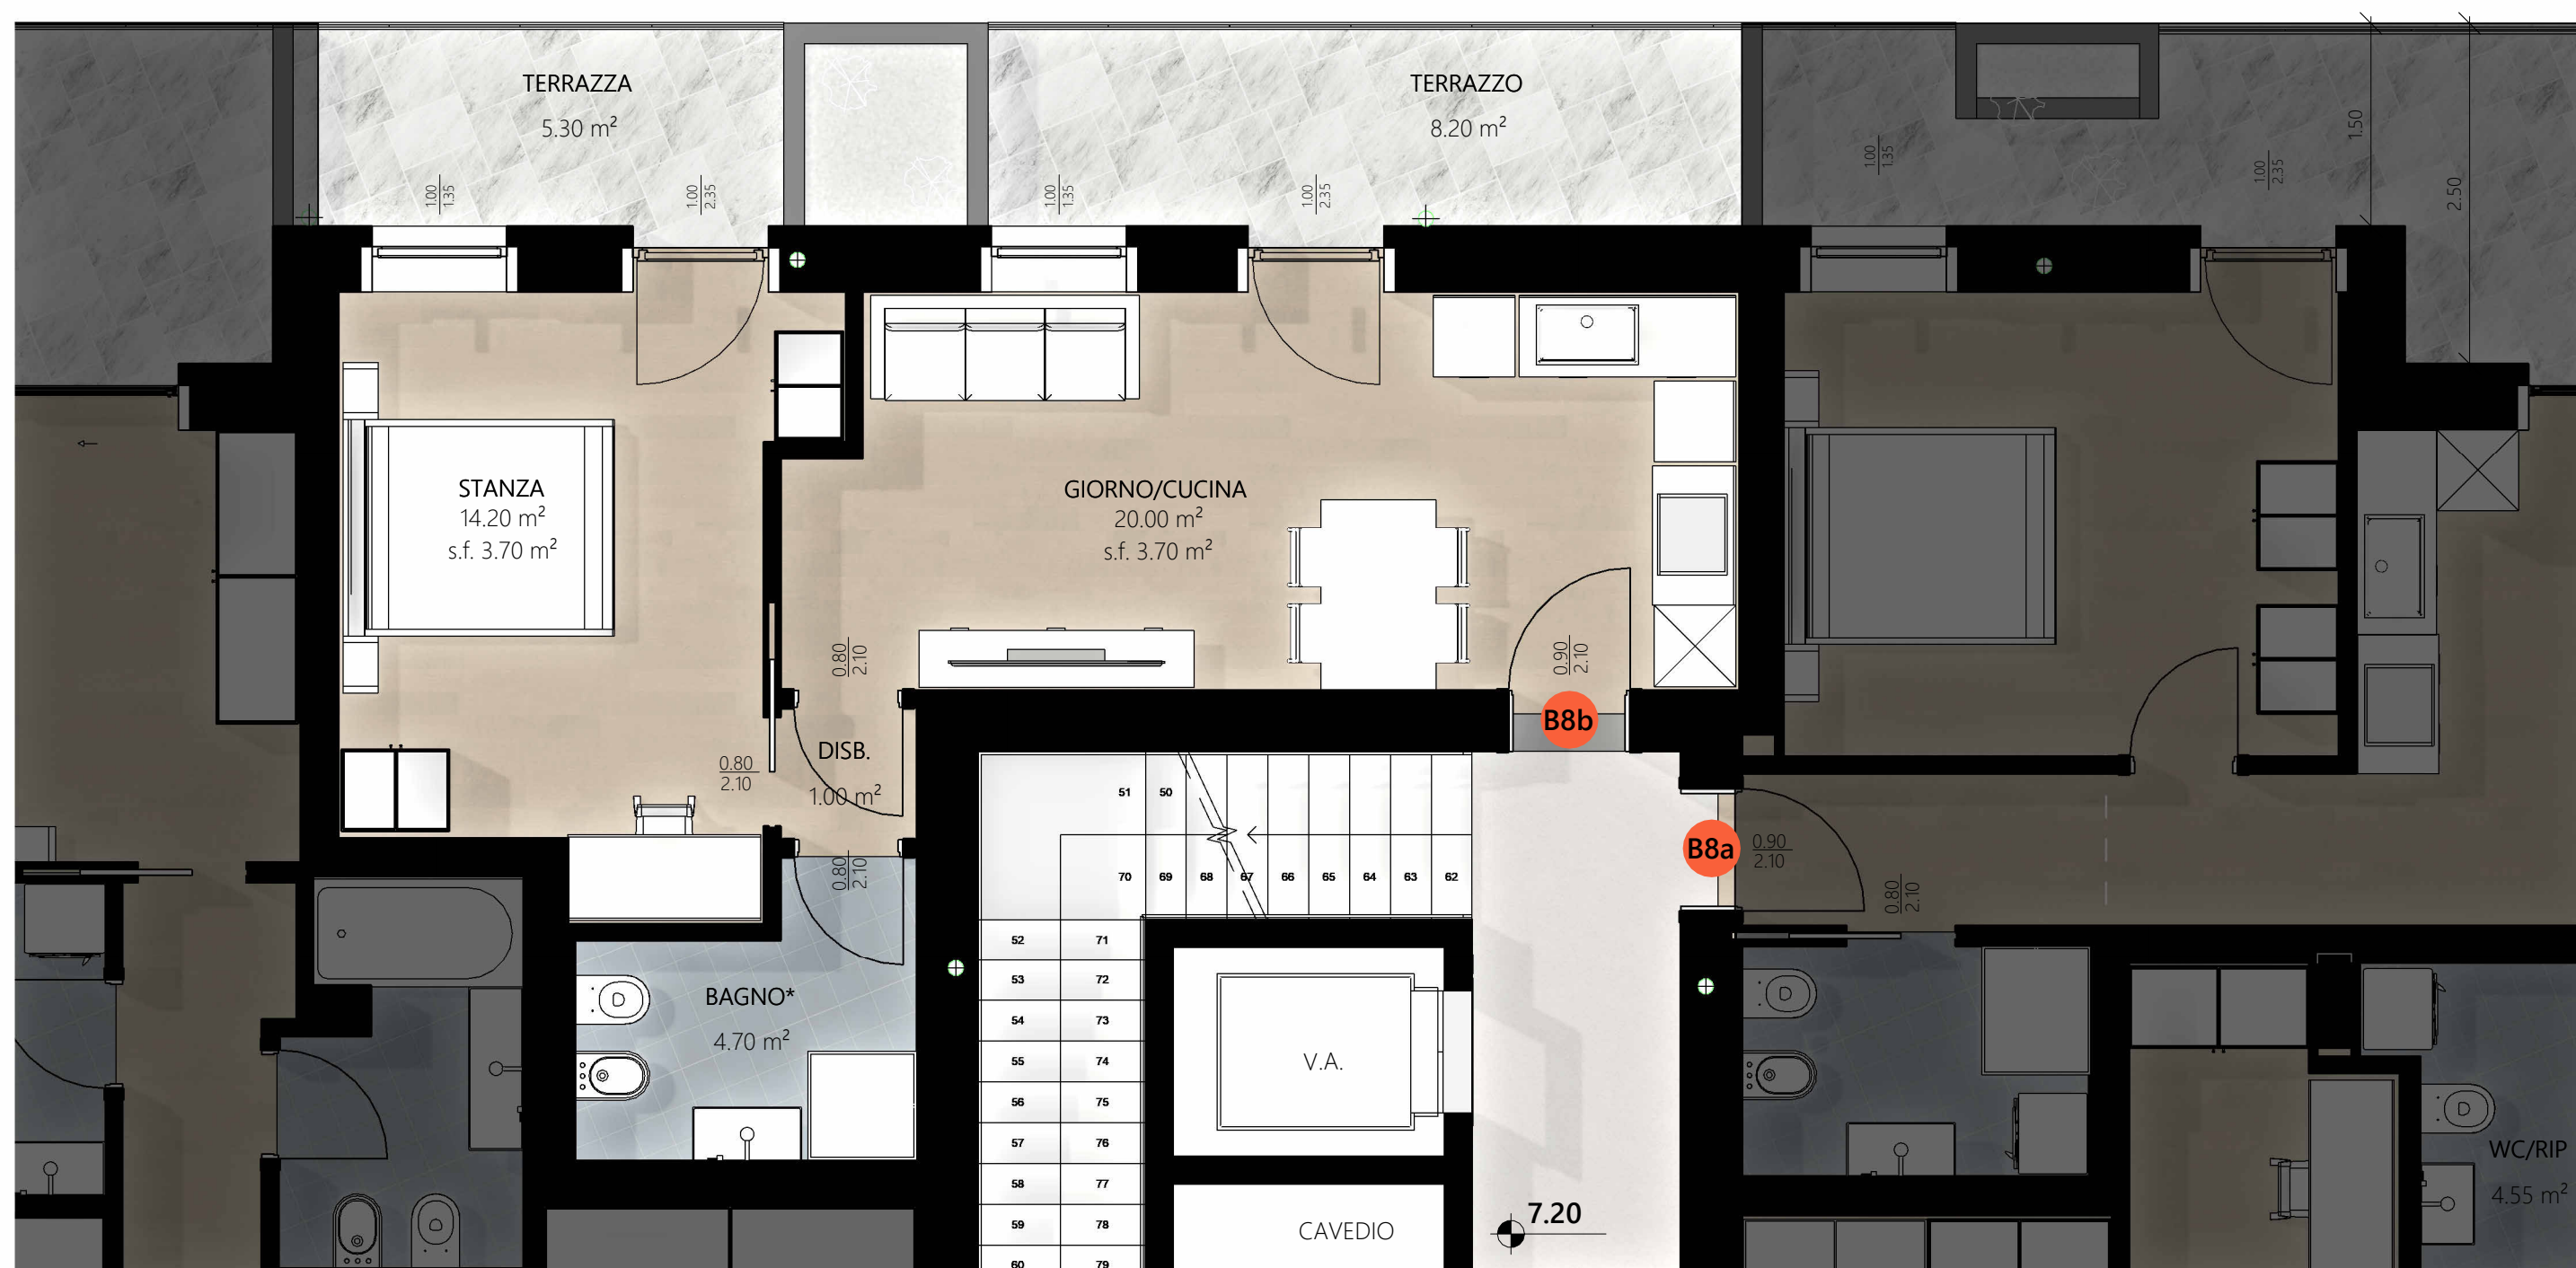 TERRAZZA
5.30 m²
TERRAZZO
8.20 m²
1.00
1.35
1.00
2.35
1.00
1.35
1.00
2.35
1.00
1.35
1.00
2.35
1.50
2.50
STANZA
14.20 m²
s.f. 3.70 m²
GIORNO/CUCINA
20.00 m²
s.f. 3.70 m²
0.80
2.10
0.90
2.10
B8b
0.80
2.10
DISB.
1.00 m²
0.80
2.10
B8a
0.90
2.10
0.80
2.10
51 50
70 69 68 67 66 65 64 63 62
52 71
53 72
54 73
55 74
56 75
57 76
58 77
59 78
60 79
BAGNO*
4.70 m²
V.A.
CAVEDIO
7.20
WC/RIP
4.55 m²